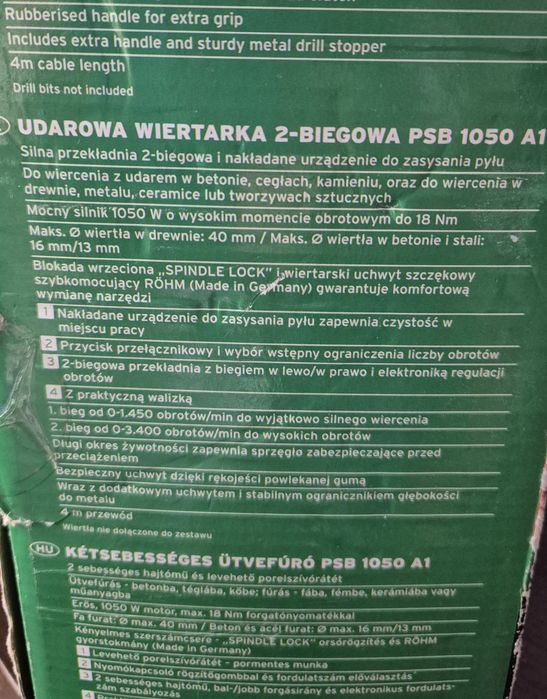 Rubberised handle for extra grip
Includes extra handle and sturdy metal drill stopper
4m cable length
Drill bits not included
UDAROWA WIERTARKA 2-BIEGOWA PSB 1050 A1
Silna przekładnia 2-biegowa i nakładane urządzenie do zasysania pyłu
Do wiercenia z udarem w betonie, cegłach, kamieniu, oraz do wiercenia w
drewnie, metalu, ceramice lub tworzywach sztucznych
Mocny silnik 1050 W o wysokim momencie obrotowym do 18 Nm
Maks. Ø wiertła w drewnie: 40 mm / Maks. Ø wiertła w betonie i stali:
16 mm/13 mm
Blokada wrzeciona „SPINDLE LOCK” i wiertarski uchwyt szczękowy
szybkomocujący RÖHM (Made in Germany) gwarantuje komfortową
wymianę narzędzi
1 Nakładane urządzenie do zasysania pyłu zapewnia czystość w
miejscu pracy
2 Przycisk przełącznikowy i wybór wstępny ograniczenia liczby obrotów
3 2-biegowa przekładnia z biegiem w lewo/w prawo i elektroniką regulacji
obrotów
4 Z praktyczną walizką
1. bieg od 0-1.450 obrotów/min do wyjątkowo silnego wiercenia
2. bieg od 0-3.400 obrotów/min do wysokich obrotów
Długi okres żywotności zapewnia sprzęgło zabezpieczające przed
przeciążeniem
Bezpieczny uchwyt dzięki rękojeści powlekanej gumą
Wraz z dodatkowym uchwytem i stabilnym ogranicznikiem głębokości
do metalu
4 m przewód
Wiertła nie dołączone do zestawu
HU KÉTSEBESSÉGES ÜTVEFÚRÓ PSB 1050 A1
2 sebességes hajtómű és levehető porelszívórátét
Ütvefúrás - betonba, téglába, kőbe; fúrás - fába, fémbe, kerámiába vagy
műanyagba
Erős, 1050 W motor, max. 18 Nm forgatónyomatékkal
Fa furat: Ø max. 40 mm / Beton és acél furat: Ø max. 16 mm/13 mm
Kényelmes szerszámcsere - „SPINDLE LOCK” orsórögzítés és RÖHM
gyorstokmány (Made in Germany)
1 Levehető porelszívórátét - pormentes munka
2 Nyomókapcsoló rögzítőgombbal és fordulatszám előválasztás
3 2 sebességes hajtómű, bal-/jobb forgásirány és elektronikus fordulat-
szám szabályozás
4